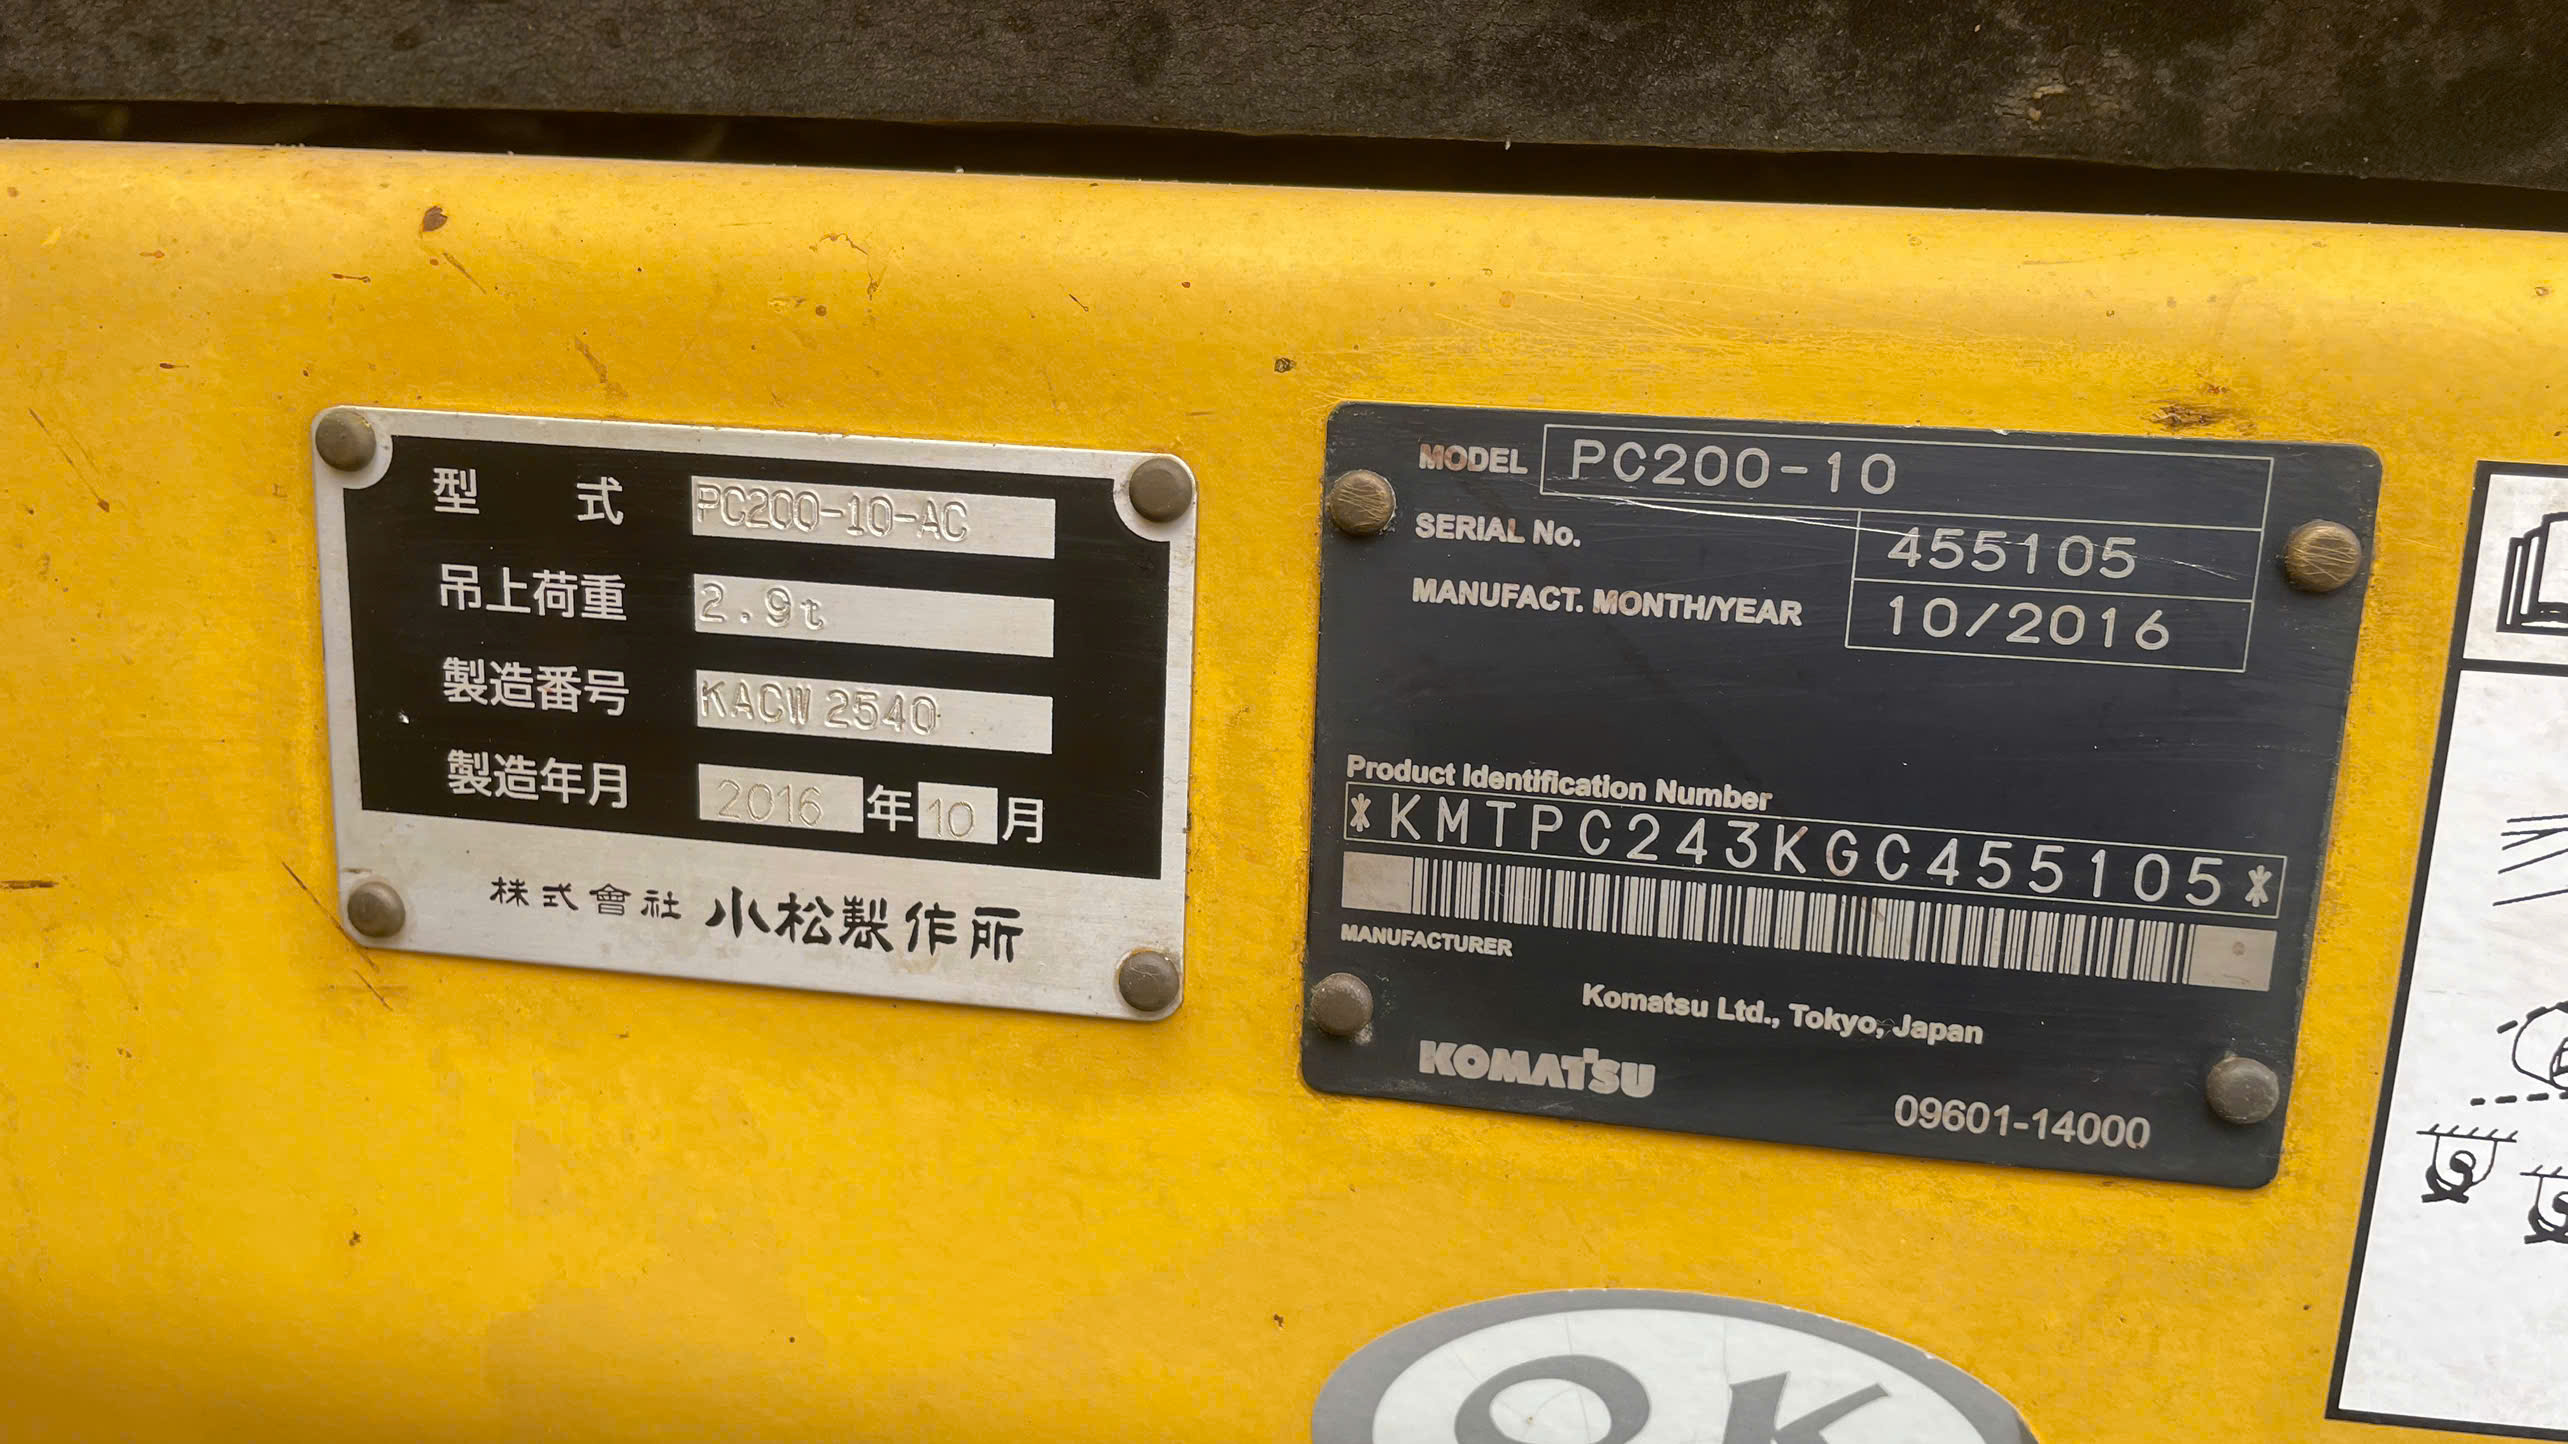 型 式 PC200-10-AC
吊上荷重 2.9t
製造番号 KACW 2540
製造年月 2016 年 10 月
株式會社 小松製作所
MODEL PC200-10
SERIAL No. 455105
MANUFACT. MONTH/YEAR 10/2016
Product Identification Number
*KMTPC243KGC455105*
MANUFACTURER
Komatsu Ltd., Tokyo, Japan
KOMATSU
09601-14000
OK